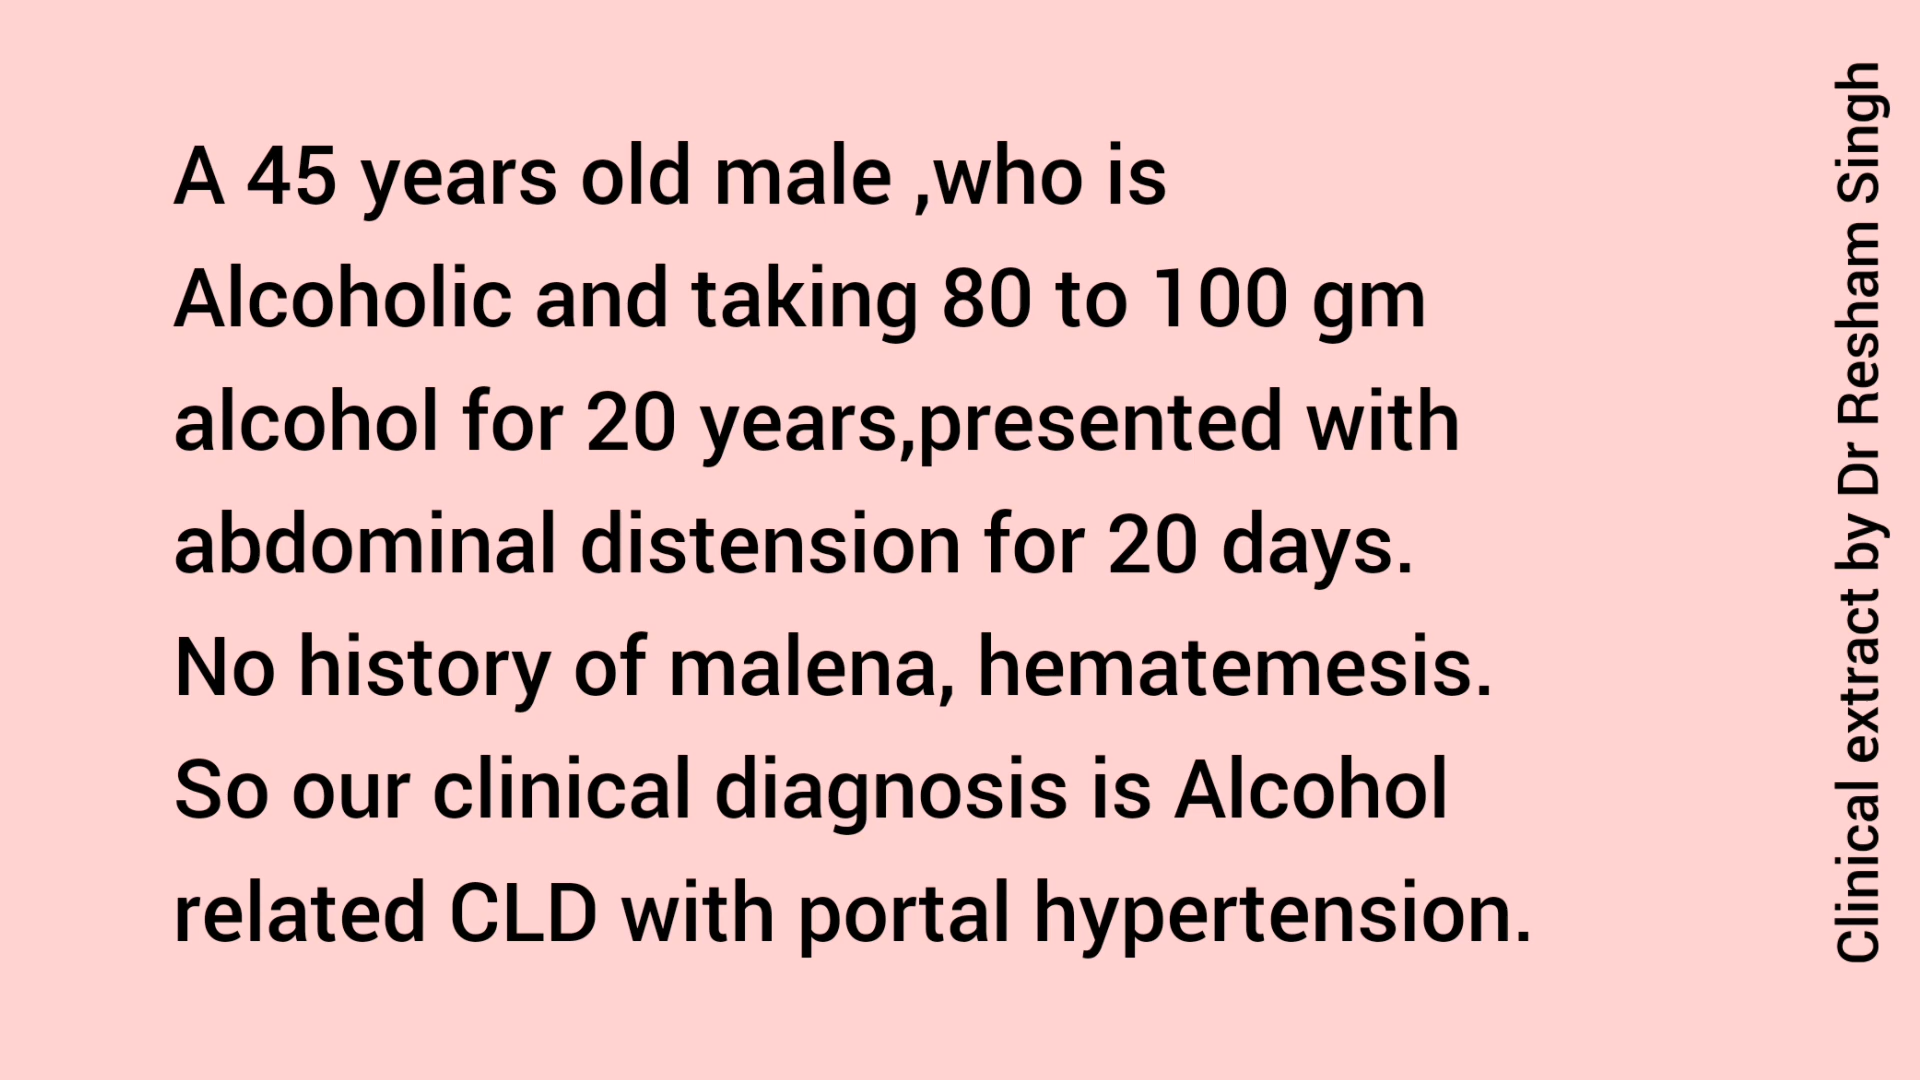 A 45 years old male ,who is
Alcoholic and taking 80 to 100 gm
alcohol for 20 years,presented with
abdominal distension for 20 days.
No history of malena, hematemesis.
So our clinical diagnosis is Alcohol
related CLD with portal hypertension.
Clinical extract by Dr Resham Singh